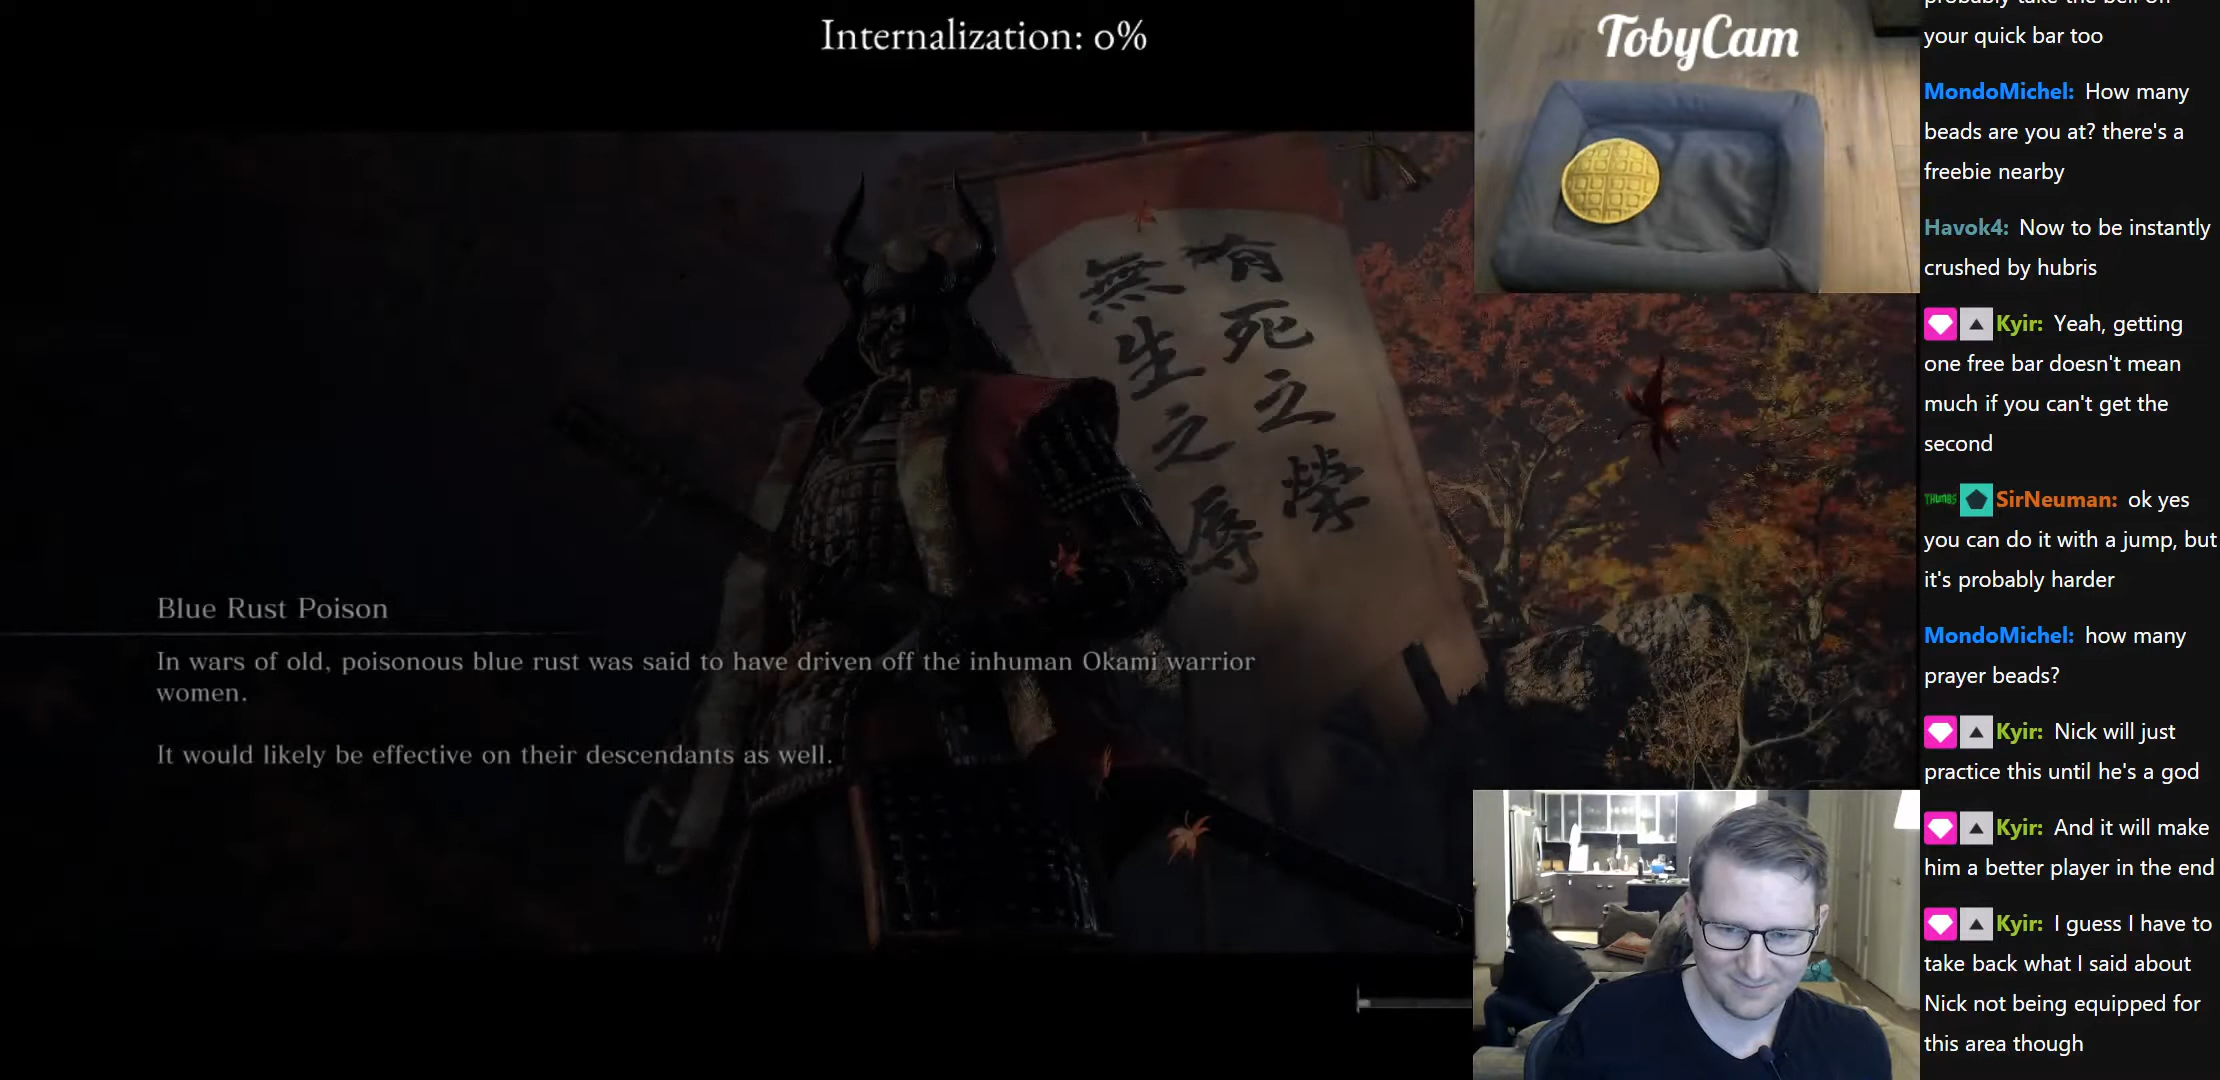 Internalization: 0%
TobyCam
有死之誉
無生之辱
Blue Rust Poison
In wars of old, poisonous blue rust was said to have driven off the inhuman Okami warrior
women.
It would likely be effective on their descendants as well.
your quick bar too
MondoMichel: How many
beads are you at? there's a
freebie nearby
Havok4: Now to be instantly
crushed by hubris
Kyir: Yeah, getting
one free bar doesn't mean
much if you can't get the
second
THUMBS SirNeuman: ok yes
you can do it with a jump, but
it's probably harder
MondoMichel: how many
prayer beads?
Kyir: Nick will just
practice this until he's a god
Kyir: And it will make
him a better player in the end
Kyir: I guess I have to
take back what I said about
Nick not being equipped for
this area though